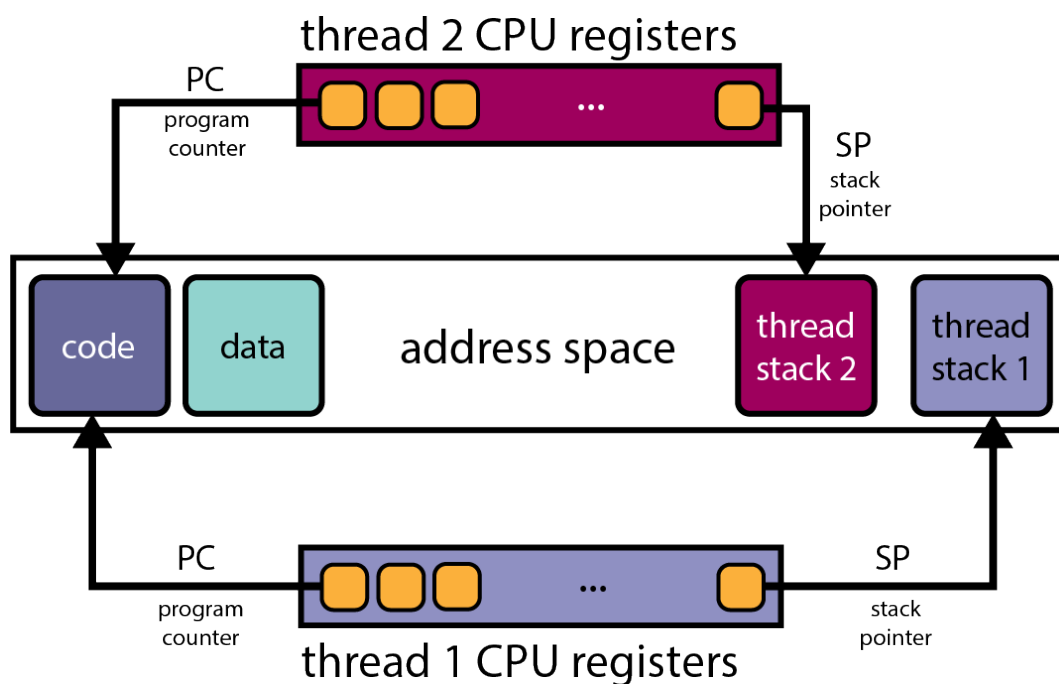 thread 2 CPU registers
PC
program
counter
...
SP
stack
pointer
code
data
address space
thread
stack 2
thread
stack 1
PC
program
counter
...
SP
stack
pointer
thread 1 CPU registers